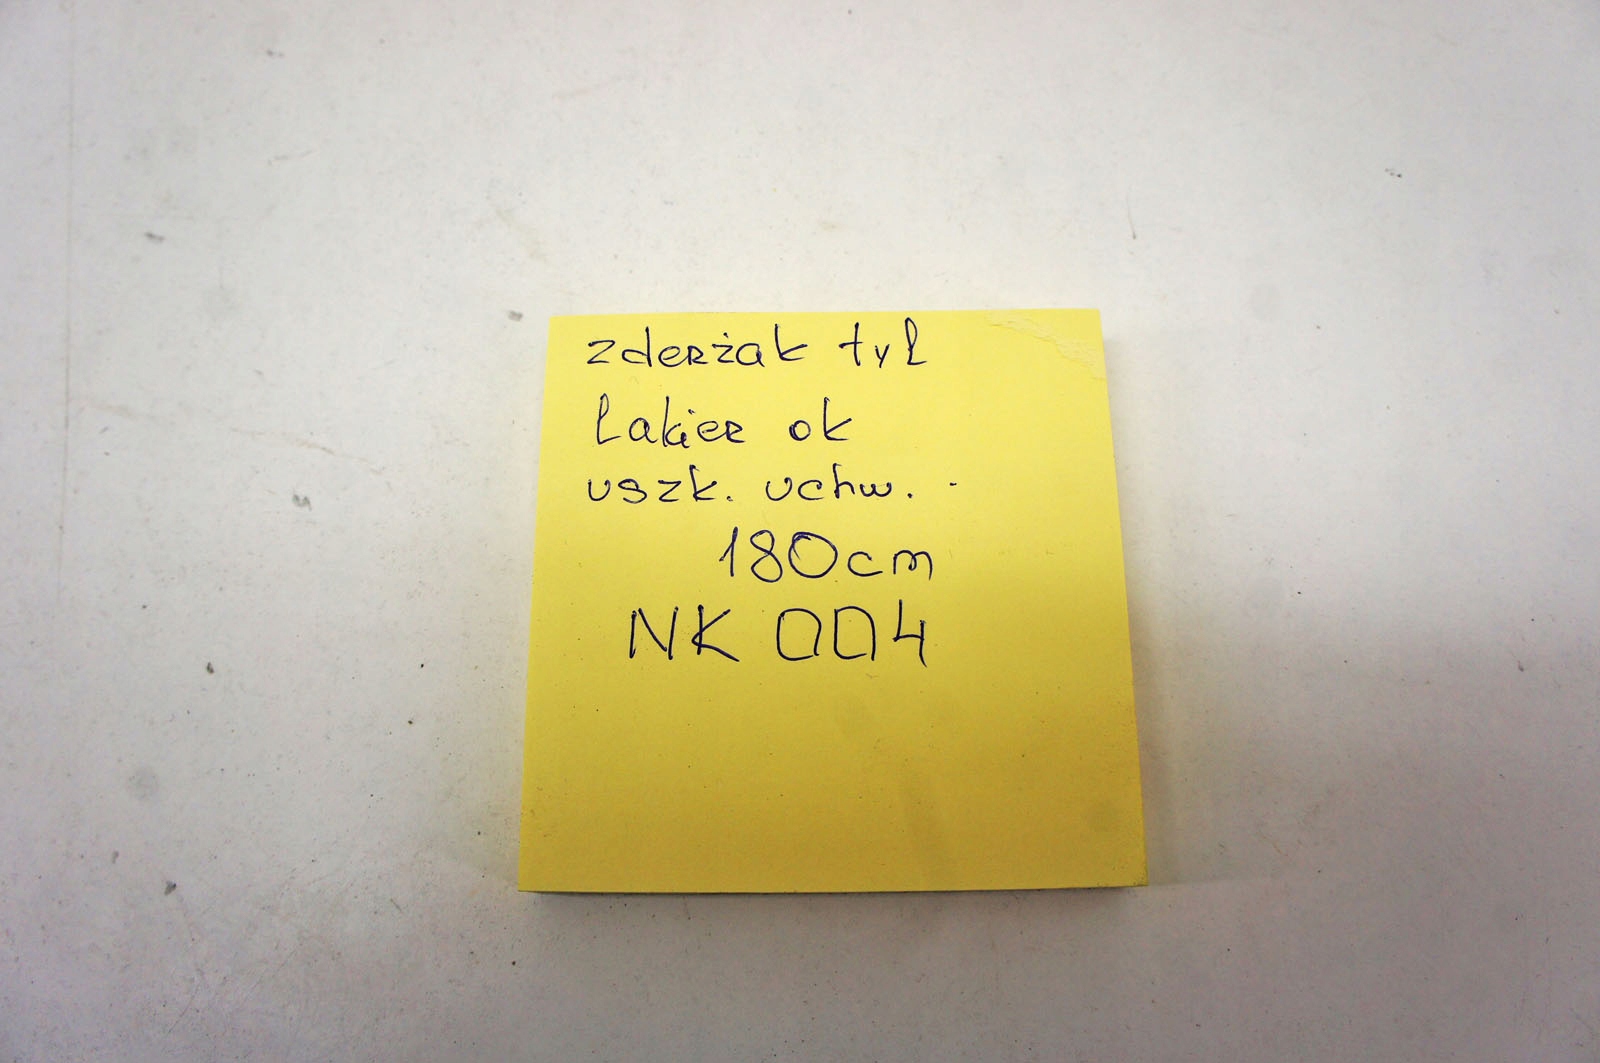 zderżak tył
lakier ok
uszk. uchw. .
180cm
NK 004